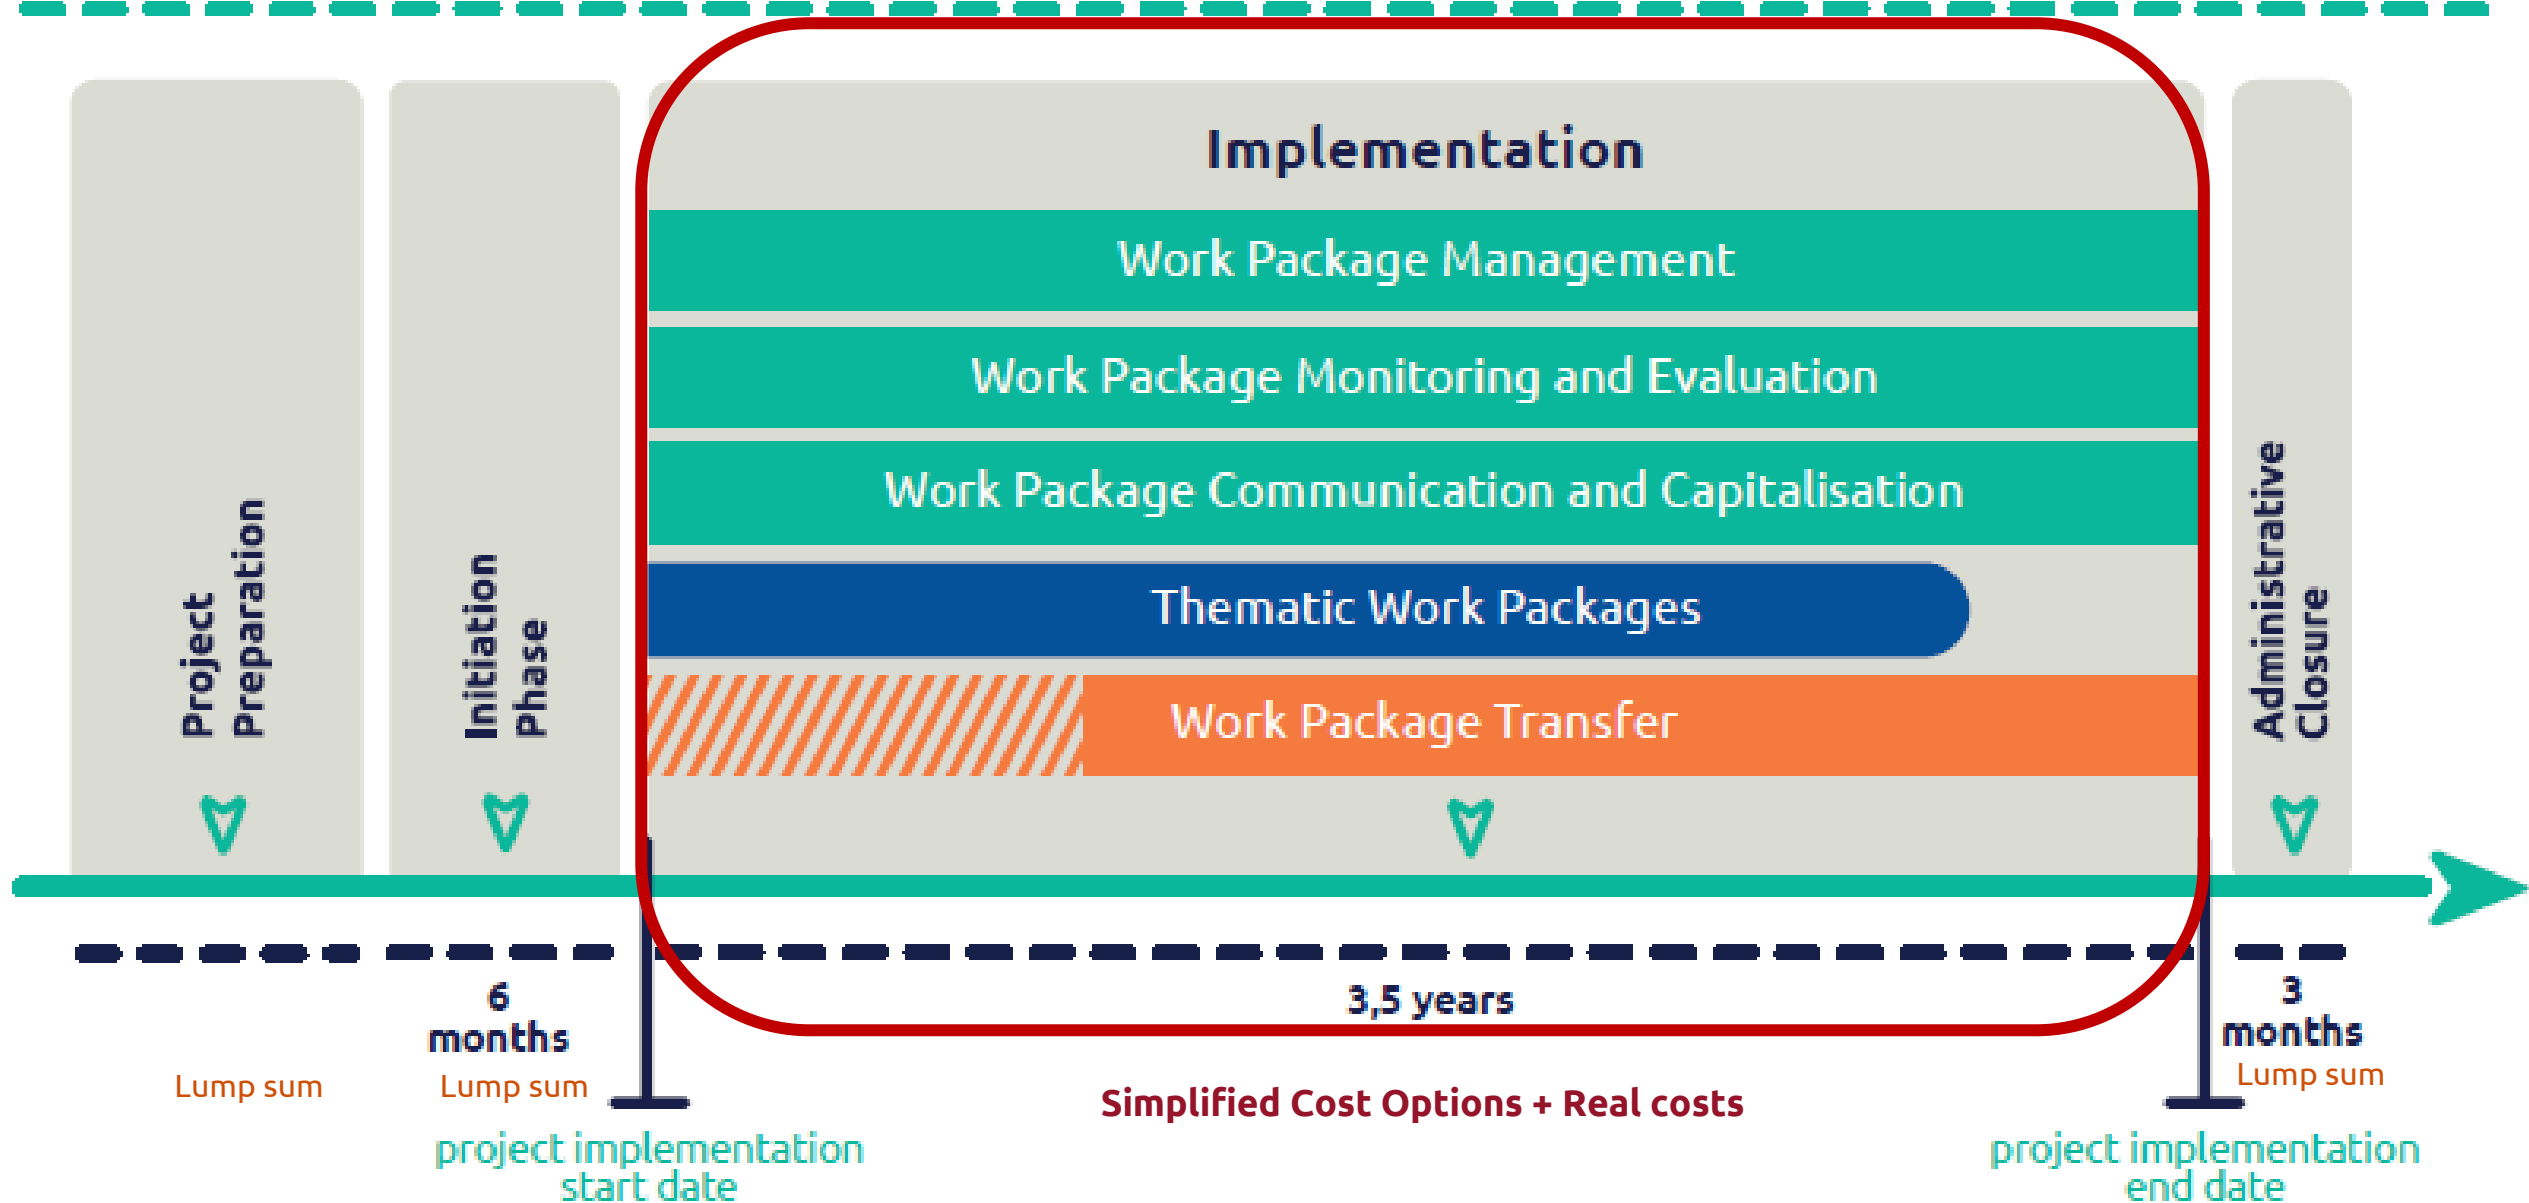 Project
Preparation
Initiation
Phase
Implementation
Work Package Management
Work Package Monitoring and Evaluation
Work Package Communication and Capitalisation
Thematic Work Packages
Work Package Transfer
Administrative
Closure
6
months
3,5 years
3
months
Lump sum
Lump sum
Simplified Cost Options + Real costs
Lump sum
project implementation
start date
project implementation
end date